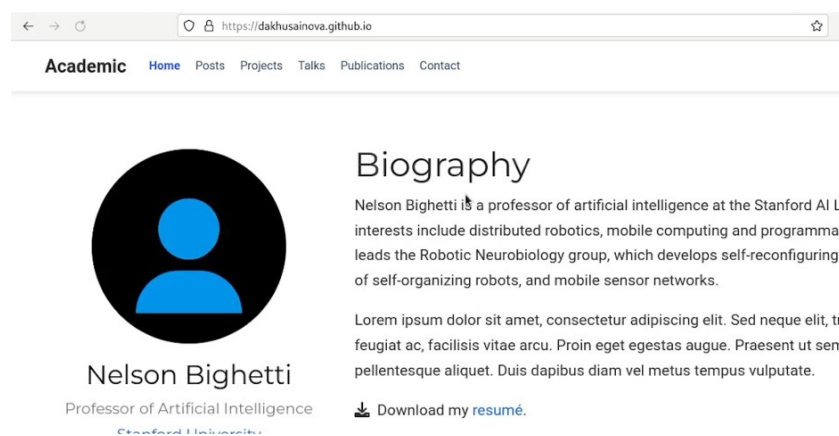 https://dakhusainova.github.io
Academic Home Posts Projects Talks Publications Contact
Biography
Nelson Bighetti is a professor of artificial intelligence at the Stanford AI
interests include distributed robotics, mobile computing and
leads the Robotic Neurobiology group, which develops self-reconfiguring
of self-organizing robots, and mobile sensor networks.
Lorem ipsum dolor sit amet, consectetur adipiscing elit. Sed neque elit,
feugiat ac, facilisis vitae arcu. Proin eget egestas augue. Praesent ut
pellentesque aliquet. Duis dapibus diam vel metus tempus vulputate.
Download my resumé.
Nelson Bighetti
Professor of Artificial Intelligence
Stanford University